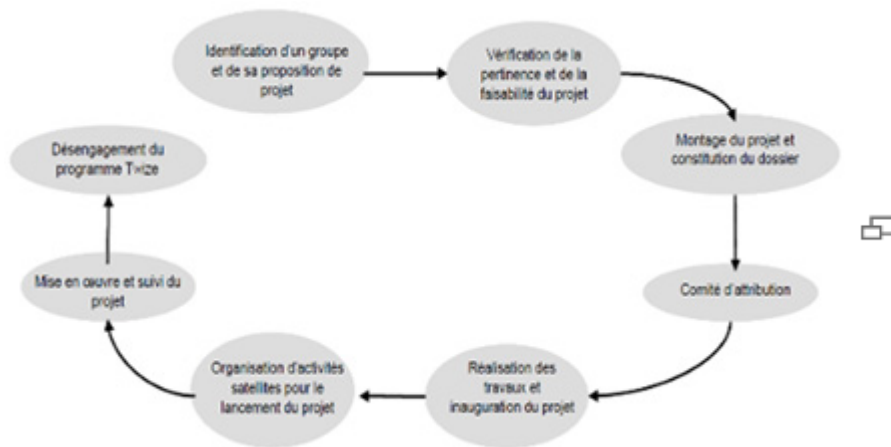 Identification d'un groupe
et de sa proposition de
projet
Vérification de la
pertinence et de la
faisabilité du projet
Montage du projet et
constitution du dossier
Comité d'attribution
Réalisation des
travaux et
inauguration du projet
Organisation d'activités
satellites pour le
lancement du projet
Mise en œuvre et suivi du
projet
Désengagement du
programme Twize